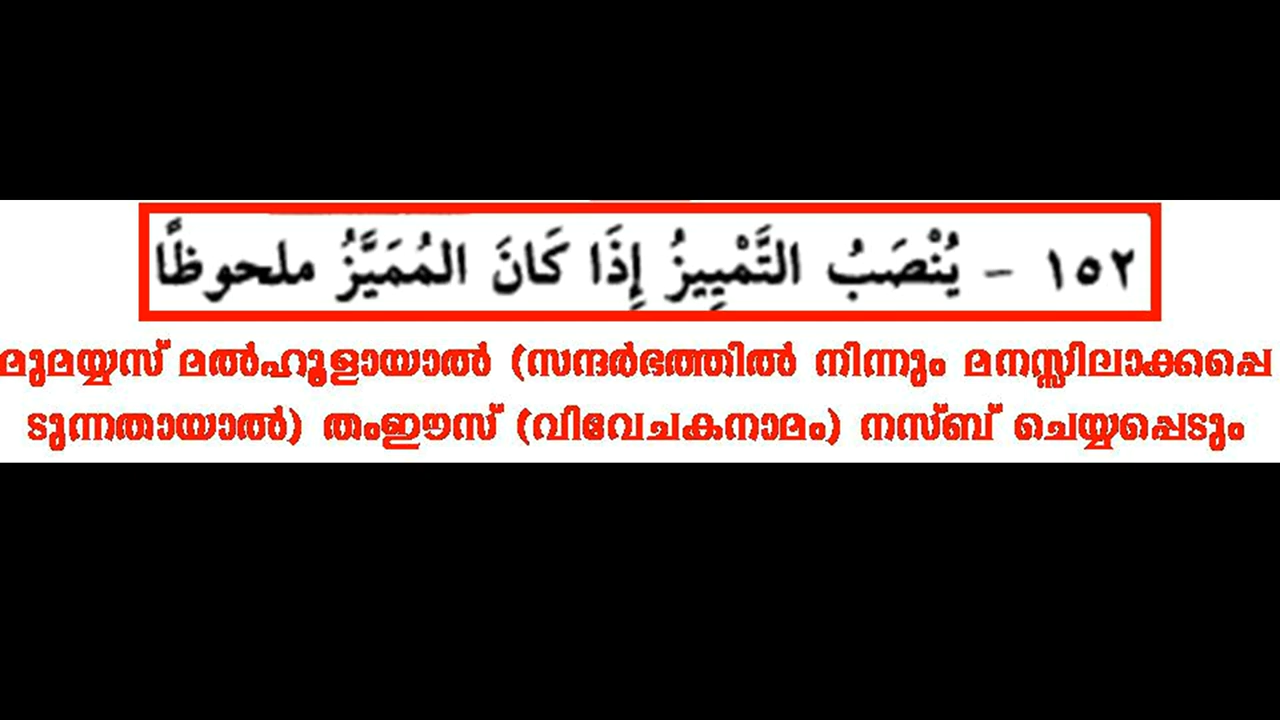 ١٥٢ - يُنْصَبُ التَّمْيِيزُ إِذَا كَانَ المُمَيَّزُ ملحوظًا
മുമയ്യസ് മൽഹൂളായാൽ (സന്ദർഭത്തിൽ നിന്നും മനസ്സിലാക്കപ്പെ
ടുന്നതായാൽ) തംഈസ് (വിവേചകനാമം) നസ്ബ് ചെയ്യപ്പെടും